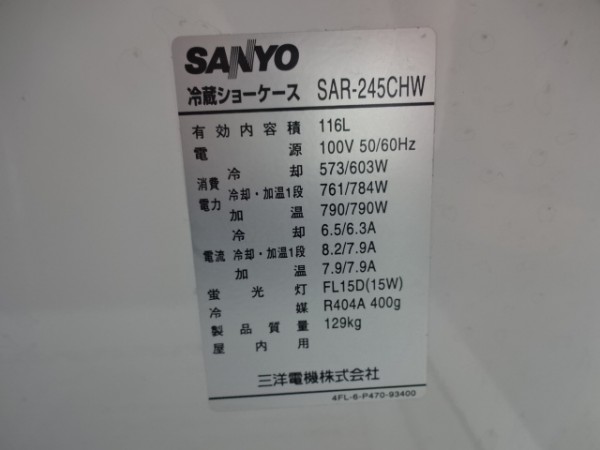 SANYO
冷蔵ショーケース SAR-245CHW
有効内容積 116L
電源 100V 50/60Hz
消費電力 冷却 573/603W
冷却・加温1段 761/784W
加温 790/790W
電流 冷却 6.5/6.3A
冷却・加温1段 8.2/7.9A
加温 7.9/7.9A
蛍光灯 FL15D(15W)
冷媒 R404A 400g
製品質量 129kg
屋内用
三洋電機株式会社
4FL-6-P470-93400